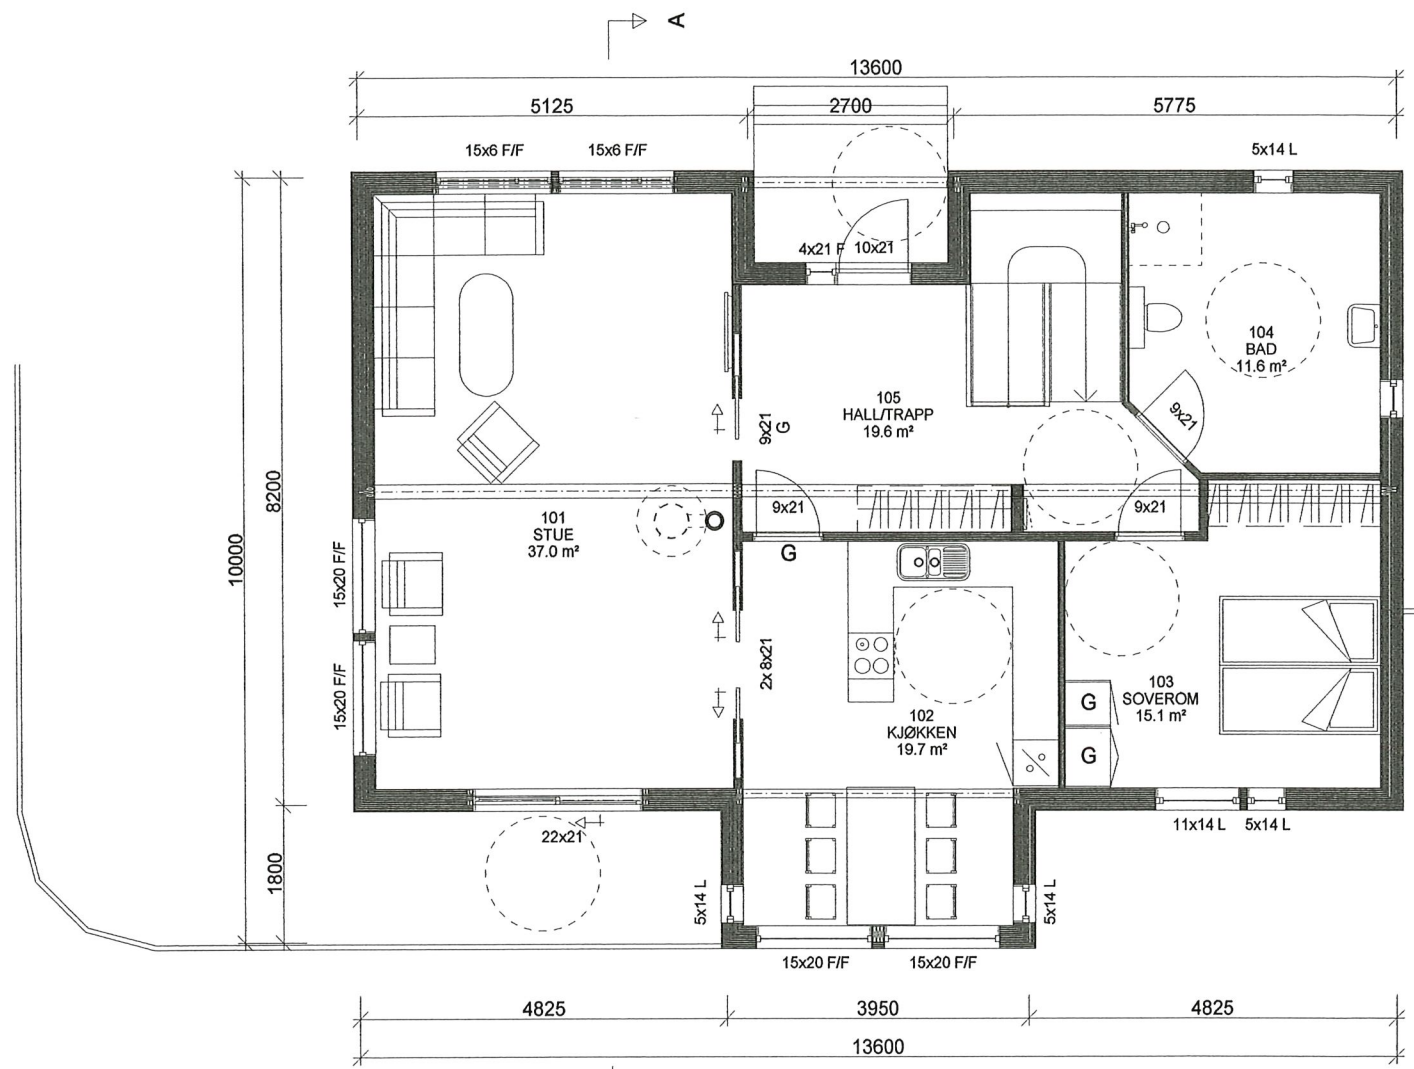 A
13600
5125
2700
5775
15x6 F/F
15x6 F/F
5x14 L
4x21 F
10x21
104
BAD
11.6 m²
105
HALL/TRAPP
19.6 m²
9x21
G
9x21
9x21
9x21
G
101
STUE
37.0 m²
8200
10000
15x20 F/F
15x20 F/F
2x 8x21
102
KJØKKEN
19.7 m²
103
SOVEROM
15.1 m²
G
G
22x21
11x14 L
5x14 L
1800
5x14 L
5x14 L
15x20 F/F
15x20 F/F
4825
3950
4825
13600